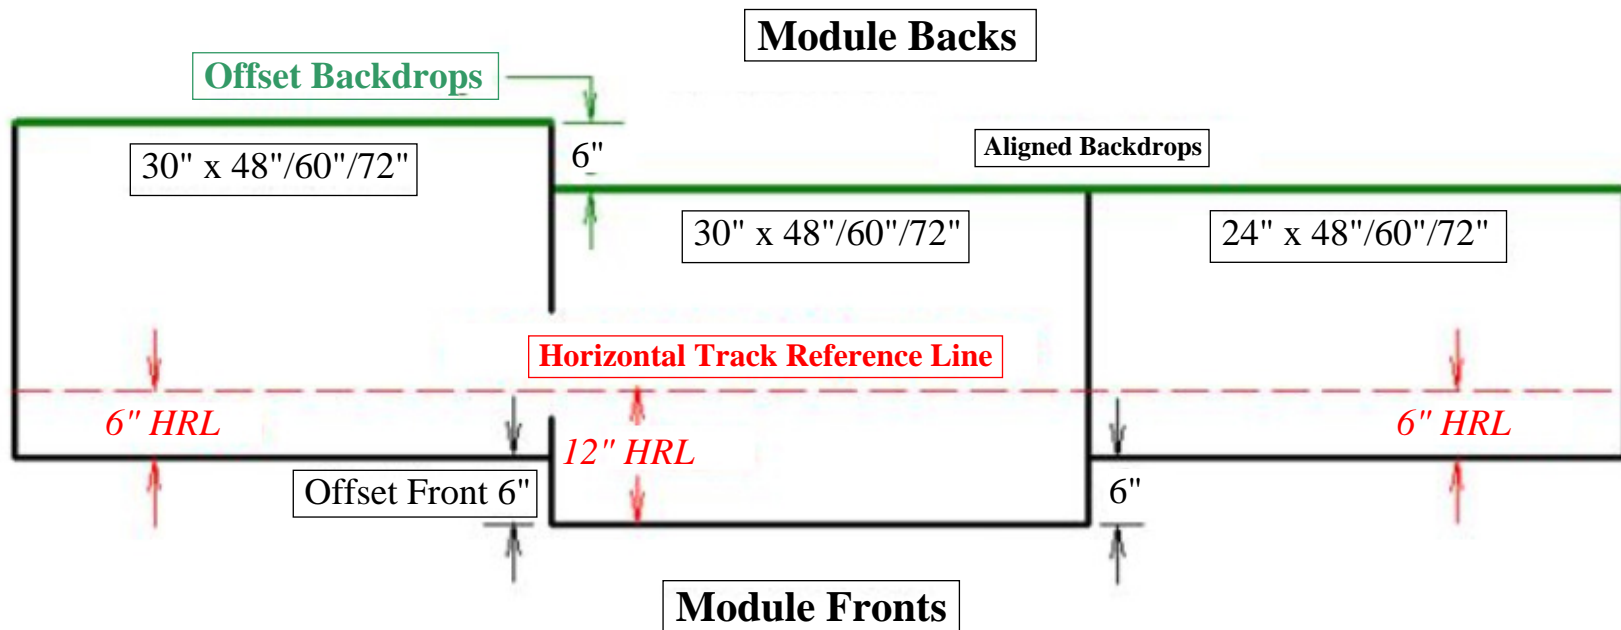 Module Backs
Offset Backdrops
6"
Aligned Backdrops
30" x 48"/60"/72"
30" x 48"/60"/72"
24" x 48"/60"/72"
Horizontal Track Reference Line
6" HRL
12" HRL
6" HRL
Offset Front 6"
6"
Module Fronts